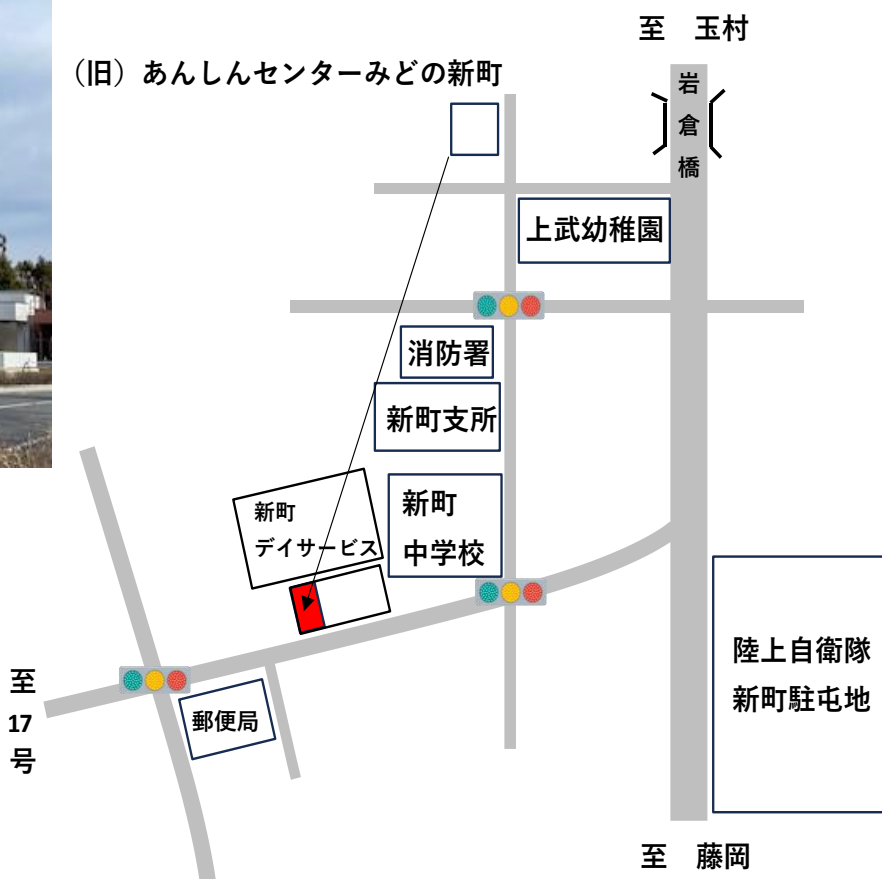 至　玉村
（旧）あんしんセンターみどの新町
岩倉橋
上武幼稚園
消防署
新町支所
新町
デイサービス
新町
中学校
陸上自衛隊
新町駐屯地
至
17
号
郵便局
至　藤岡